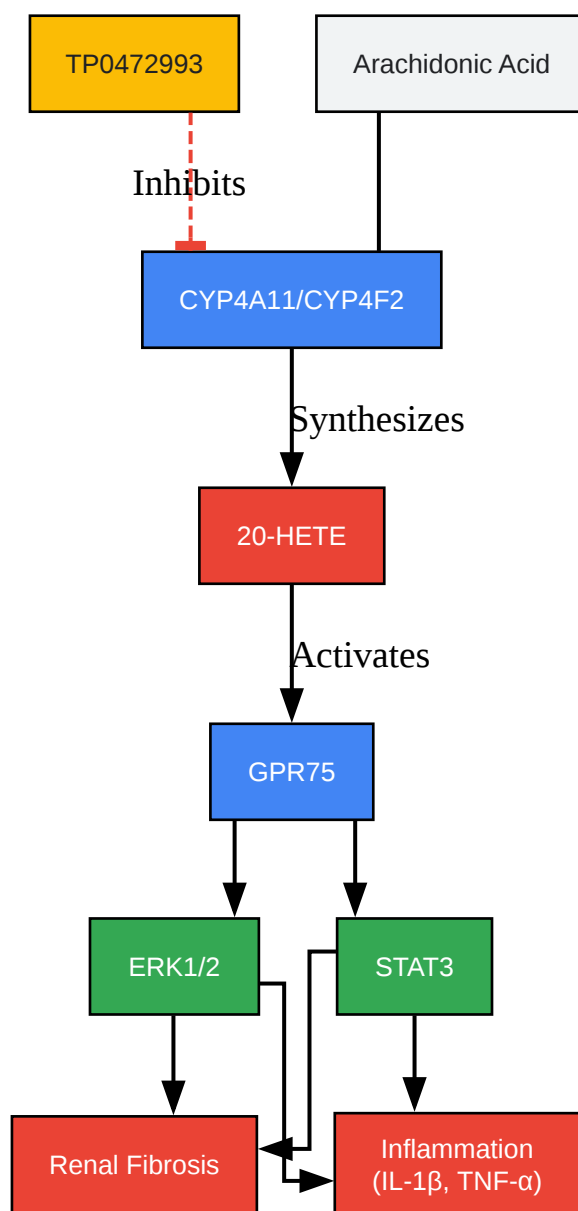 TP0472993
Arachidonic Acid
Inhibits
CYP4A11/CYP4F2
Synthesizes
20-HETE
Activates
GPR75
ERK1/2
STAT3
Renal Fibrosis
Inflammation
(IL-1β, TNF-α)